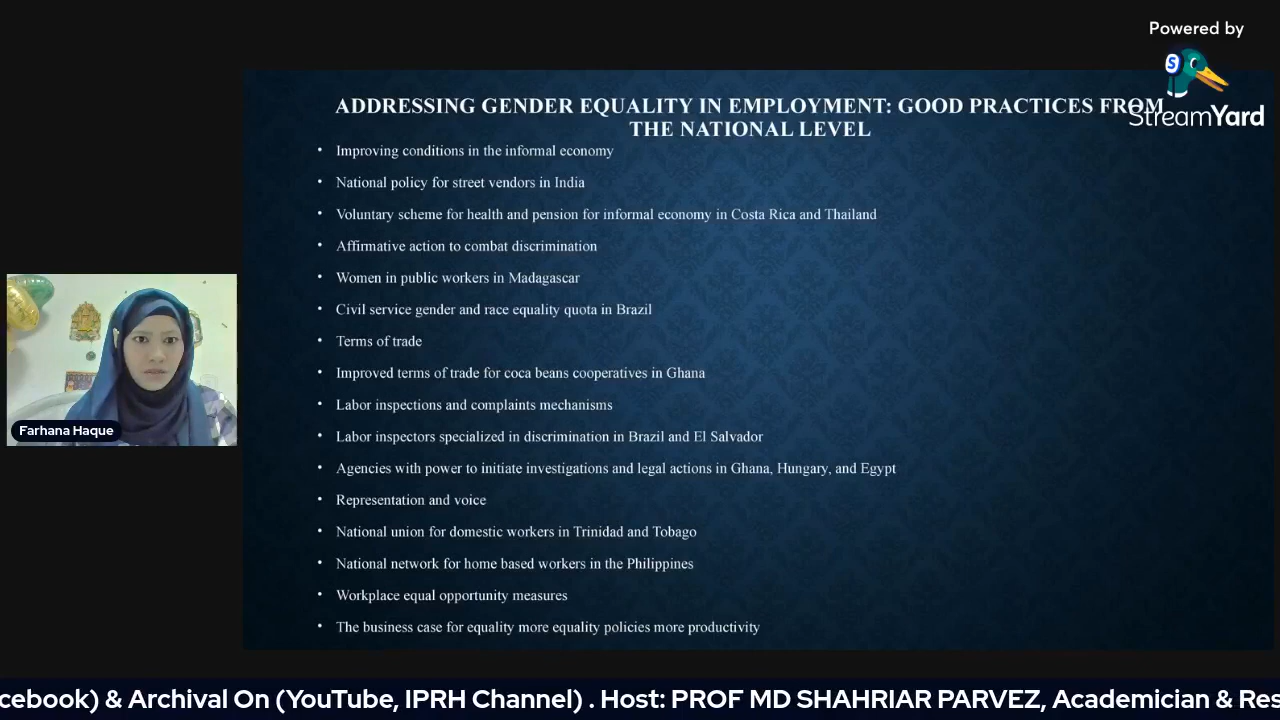 Powered by
StreamYard
ADDRESSING GENDER EQUALITY IN EMPLOYMENT: GOOD PRACTICES FROM
THE NATIONAL LEVEL
• Improving conditions in the informal economy
• National policy for street vendors in India
• Voluntary scheme for health and pension for informal economy in Costa Rica and Thailand
• Affirmative action to combat discrimination
• Women in public workers in Madagascar
• Civil service gender and race equality quota in Brazil
• Terms of trade
• Improved terms of trade for coca beans cooperatives in Ghana
• Labor inspections and complaints mechanisms
• Labor inspectors specialized in discrimination in Brazil and El Salvador
• Agencies with power to initiate investigations and legal actions in Ghana, Hungary, and Egypt
• Representation and voice
• National union for domestic workers in Trinidad and Tobago
• National network for home based workers in the Philippines
• Workplace equal opportunity measures
• The business case for equality more equality policies more productivity
Farhana Haque
cebook) & Archival On (YouTube, IPRH Channel) . Host: PROF MD SHAHRIAR PARVEZ, Academician & Res